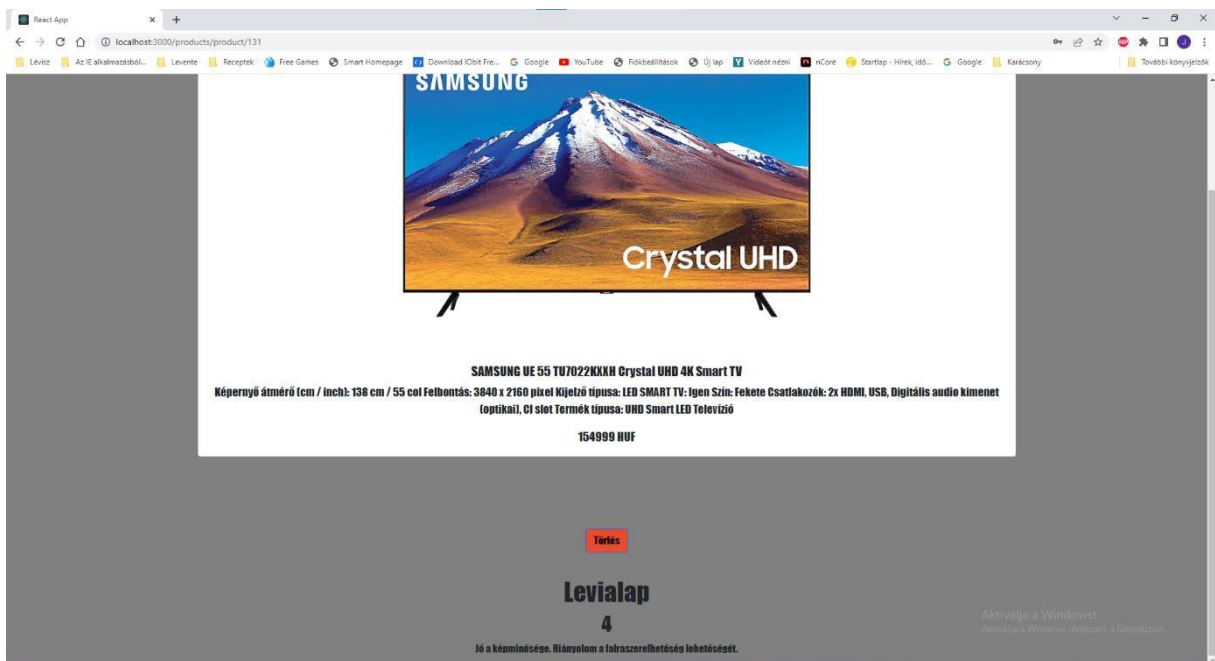 React App
localhost:3000/products/product/131
Lévisz Az IE alkalmazásból... Levente Receptek Free Games Smart Homepage Download IObit Fre... Google YouTube Fiókbeállítások Új lap Videót nézni nCore Startlap - Hírek, idő... Google Karácsony További könyvjelzők
SAMSUNG
Crystal UHD
SAMSUNG UE 55 TU7022KXXH Crystal UHD 4K Smart TV
Képernyő átmérő (cm / inch): 138 cm / 55 col Felbontás: 3840 x 2160 pixel Kijelző típusa: LED SMART TV: Igen Szín: Fekete Csatlakozók: 2x HDMI, USB, Digitális audio kimenet
(optikai), CI slot Termék típusa: UHD Smart LED Televízió
154999 HUF
Törlés
Levialap
4
Jó a képminősége. Hiányolom a falraszerelhetőség lehetőségét.
Aktiválja a Windowst
Aktiválja a Windows rendszert a Gépházban.